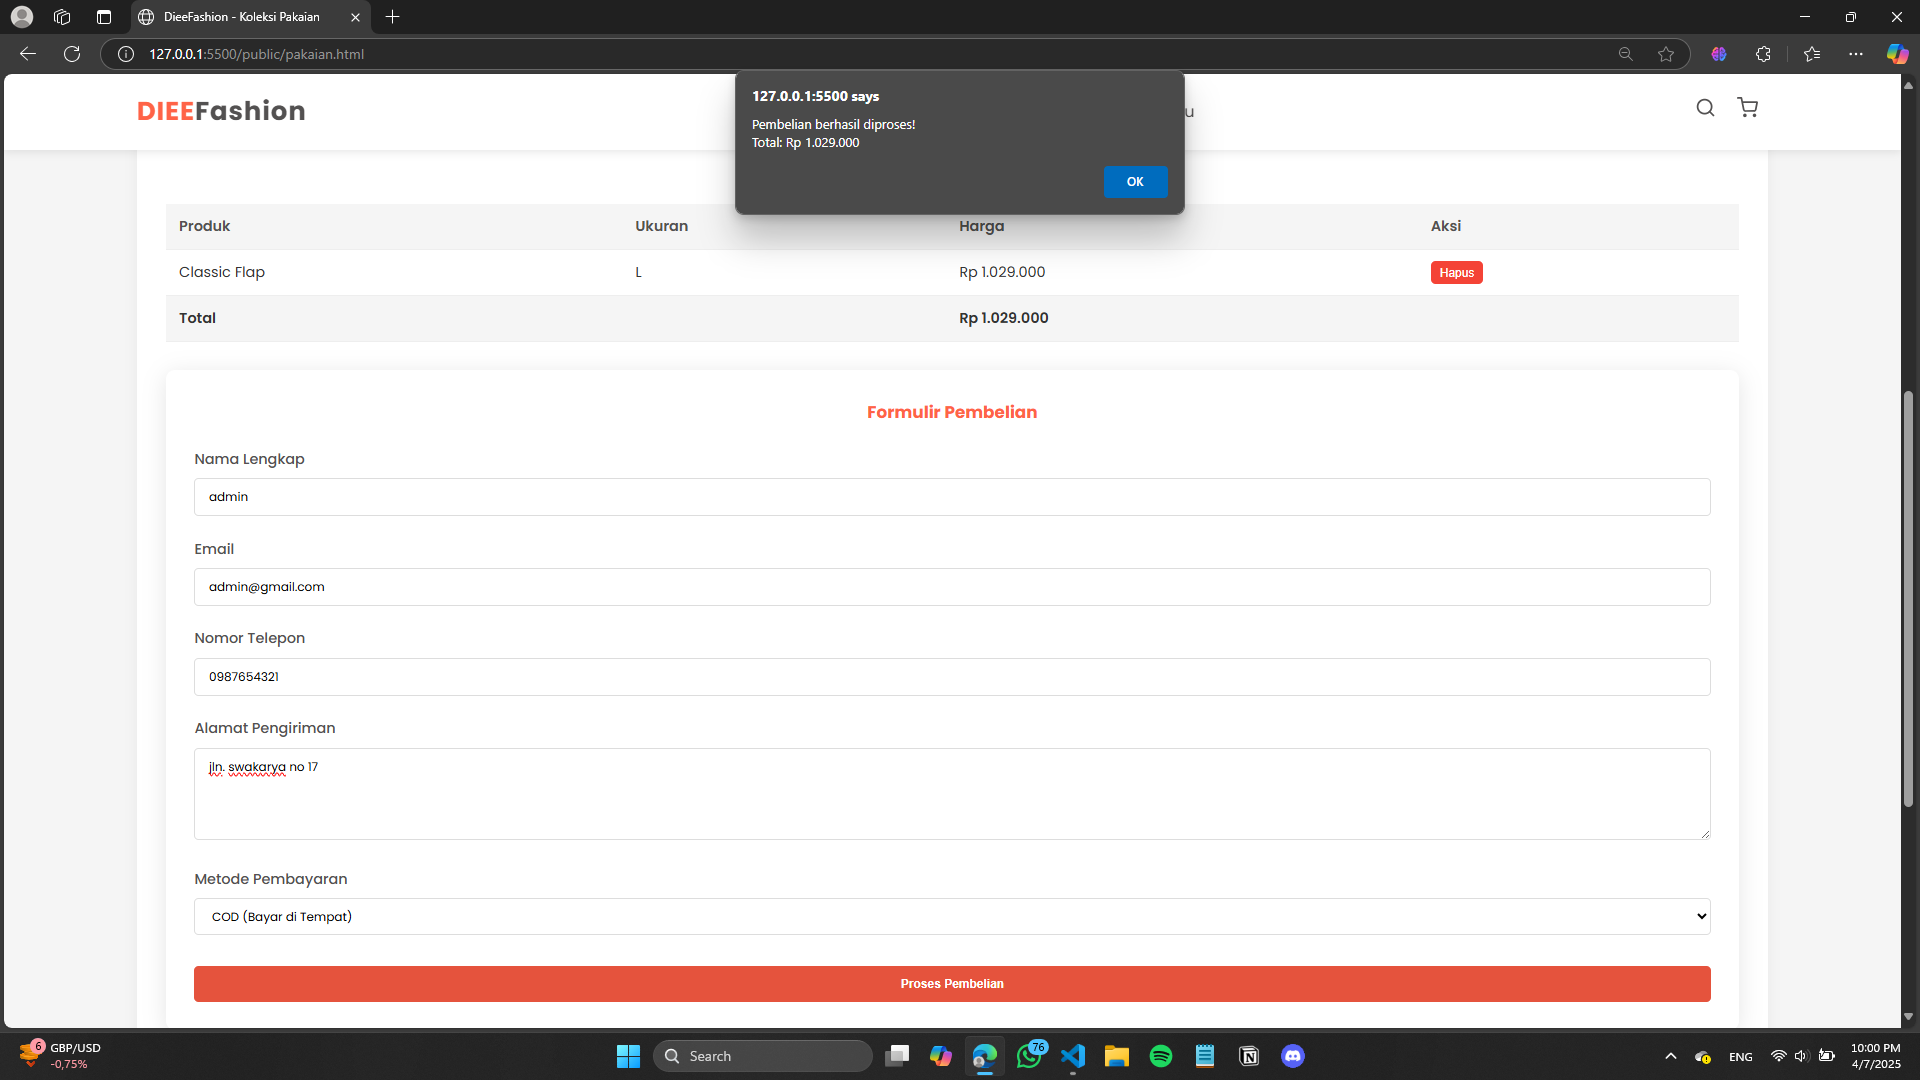 DieeFashion - Koleksi Pakaian
127.0.0.1:5500/public/pakaian.html
127.0.0.1:5500 says
Pembelian berhasil diproses!
Total: Rp 1.029.000
OK
DIEEFashion
u
Produk Ukuran Harga Aksi
Classic Flap L Rp 1.029.000 Hapus
Total Rp 1.029.000
Formulir Pembelian
Nama Lengkap
admin
Email
admin@gmail.com
Nomor Telepon
0987654321
Alamat Pengiriman
jln. swakarya no 17
Metode Pembayaran
COD (Bayar di Tempat)
Proses Pembelian
6
GBP/USD
-0,75%
Search
76
ENG
10:00 PM
4/7/2025